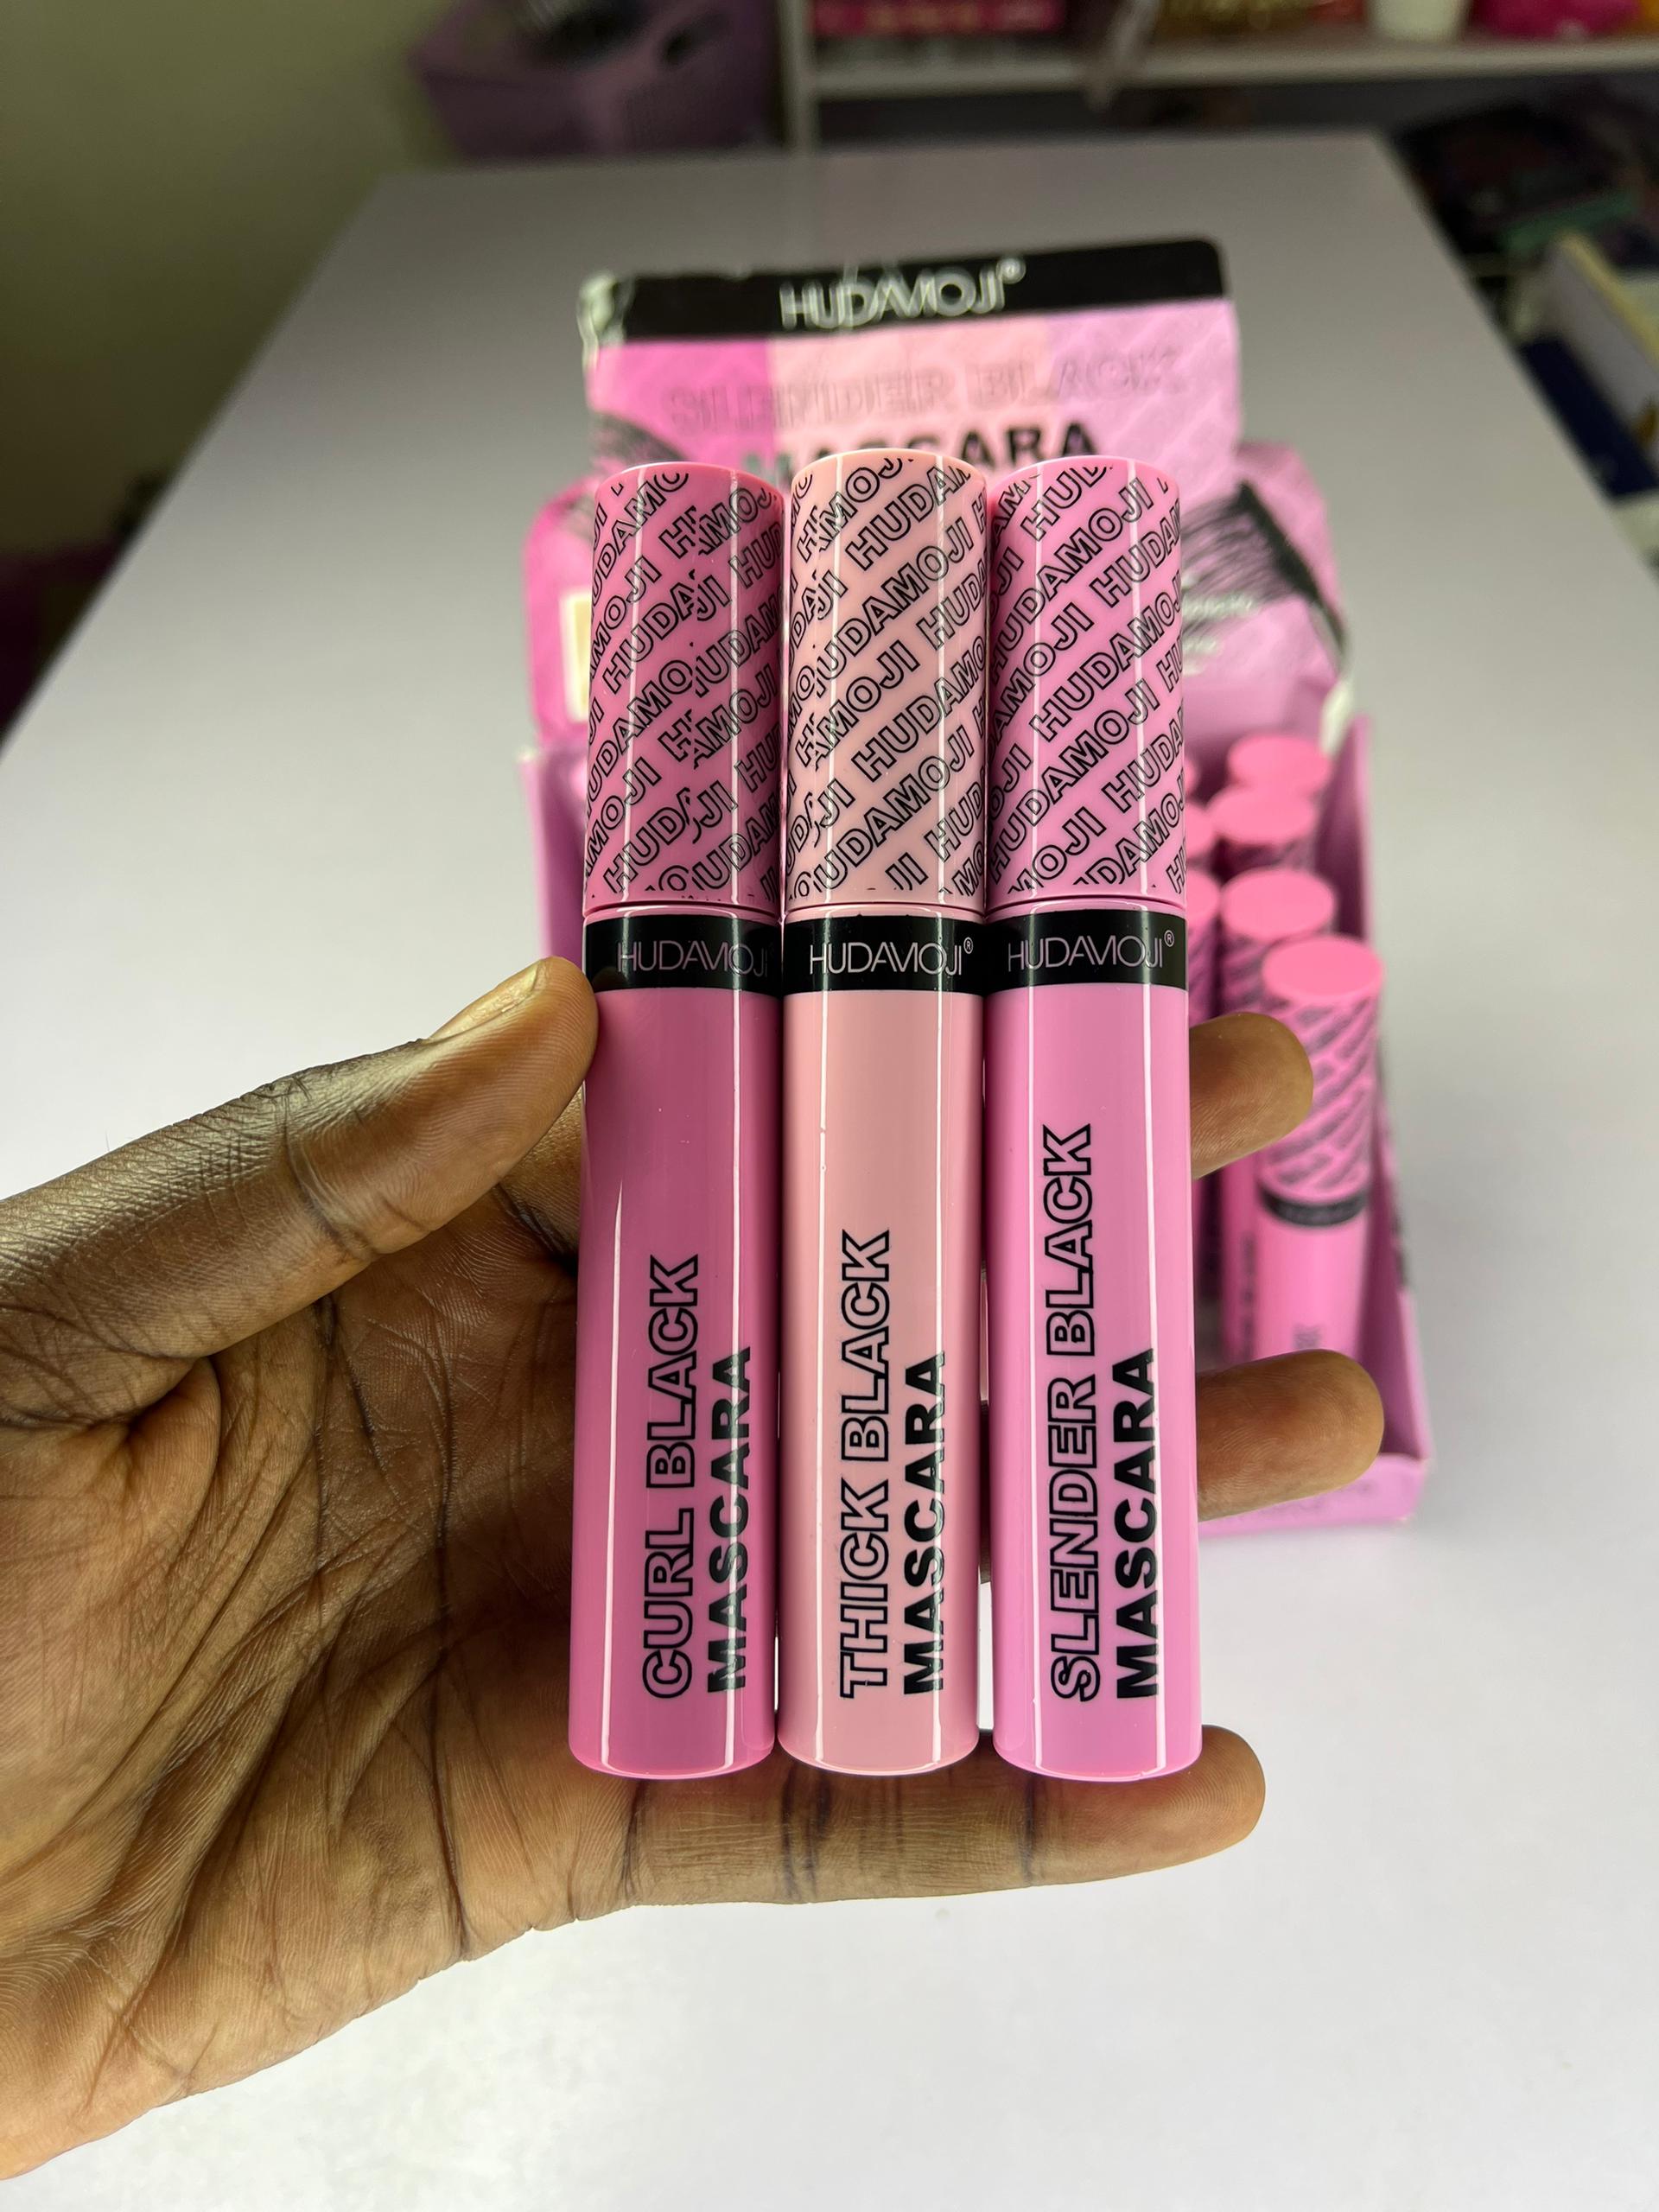 HUDAMOJI®
SLENDER BLACK
MASCARA
HUDAMOJI
HUDAMOJI®
HUDAMOJI®
CURL BLACK
MASCARA
THICK BLACK
MASCARA
SLENDER BLACK
MASCARA